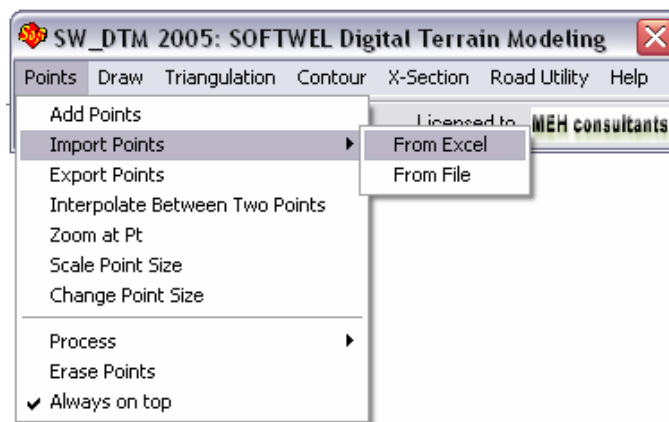 SW_DTM 2005: SOFTWEL Digital Terrain Modeling
Points Draw Triangulation Contour X-Section Road Utility Help
Licensed to MEH consultants
Add Points
Import Points
From Excel
From File
Export Points
Interpolate Between Two Points
Zoom at Pt
Scale Point Size
Change Point Size
Process
Erase Points
Always on top